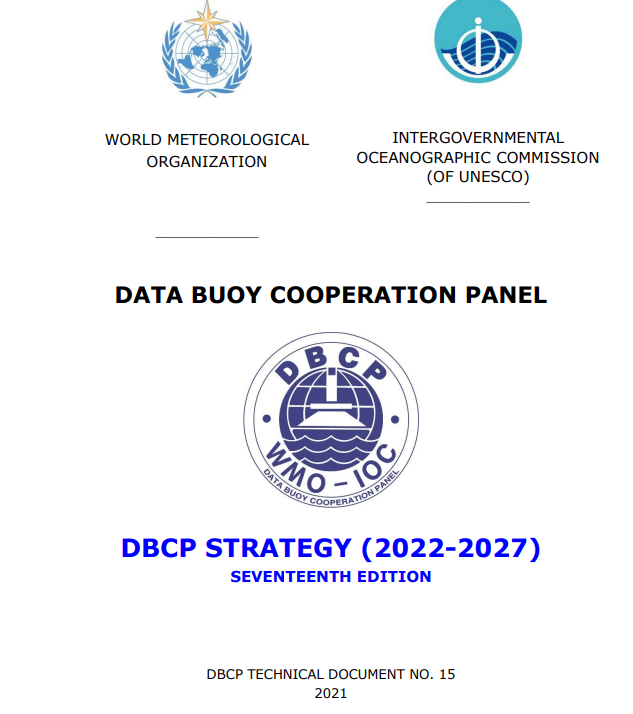 WORLD METEOROLOGICAL
ORGANIZATION
INTERGOVERNMENTAL
OCEANOGRAPHIC COMMISSION
(OF UNESCO)
DATA BUOY COOPERATION PANEL
DBCP
WMO – IOC
DATA BUOY COOPERATION PANEL
DBCP STRATEGY (2022-2027)
SEVENTEENTH EDITION
DBCP TECHNICAL DOCUMENT NO. 15
2021